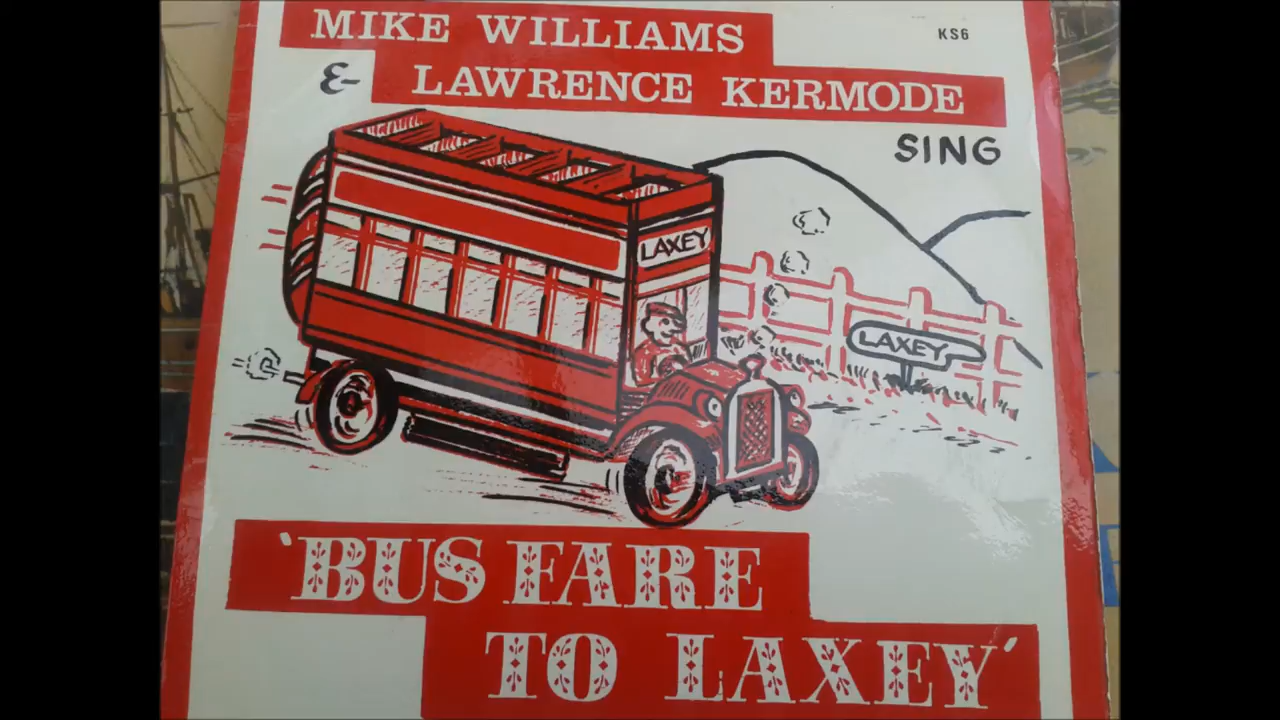 MIKE WILLIAMS
KS6
& LAWRENCE KERMODE
SING
LAXEY
LAXEY
'BUS FARE
TO LAXEY'